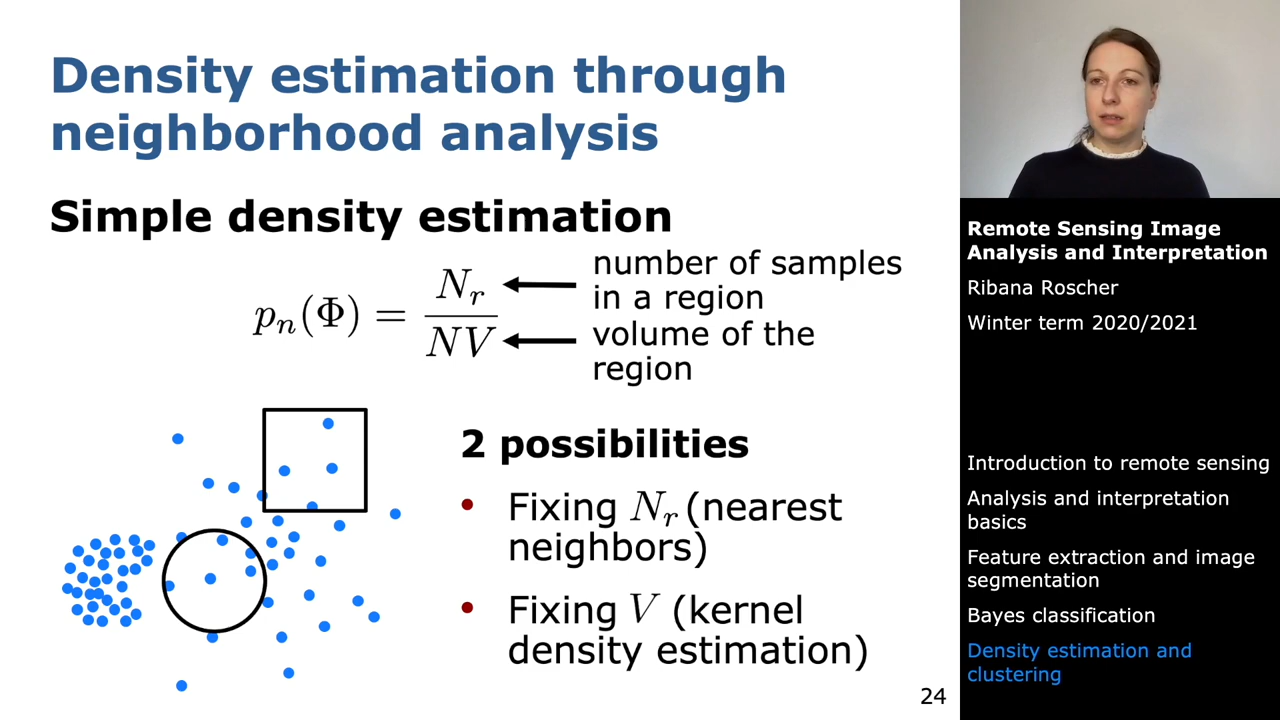 Density estimation through
neighborhood analysis
Simple density estimation
pₙ(Φ) = Nᵣ / NV
number of samples
in a region
volume of the
region
2 possibilities
• Fixing Nᵣ (nearest
neighbors)
• Fixing V (kernel
density estimation)
24
Remote Sensing Image
Analysis and Interpretation
Ribana Roscher
Winter term 2020/2021
Introduction to remote sensing
Analysis and interpretation
basics
Feature extraction and image
segmentation
Bayes classification
Density estimation and
clustering